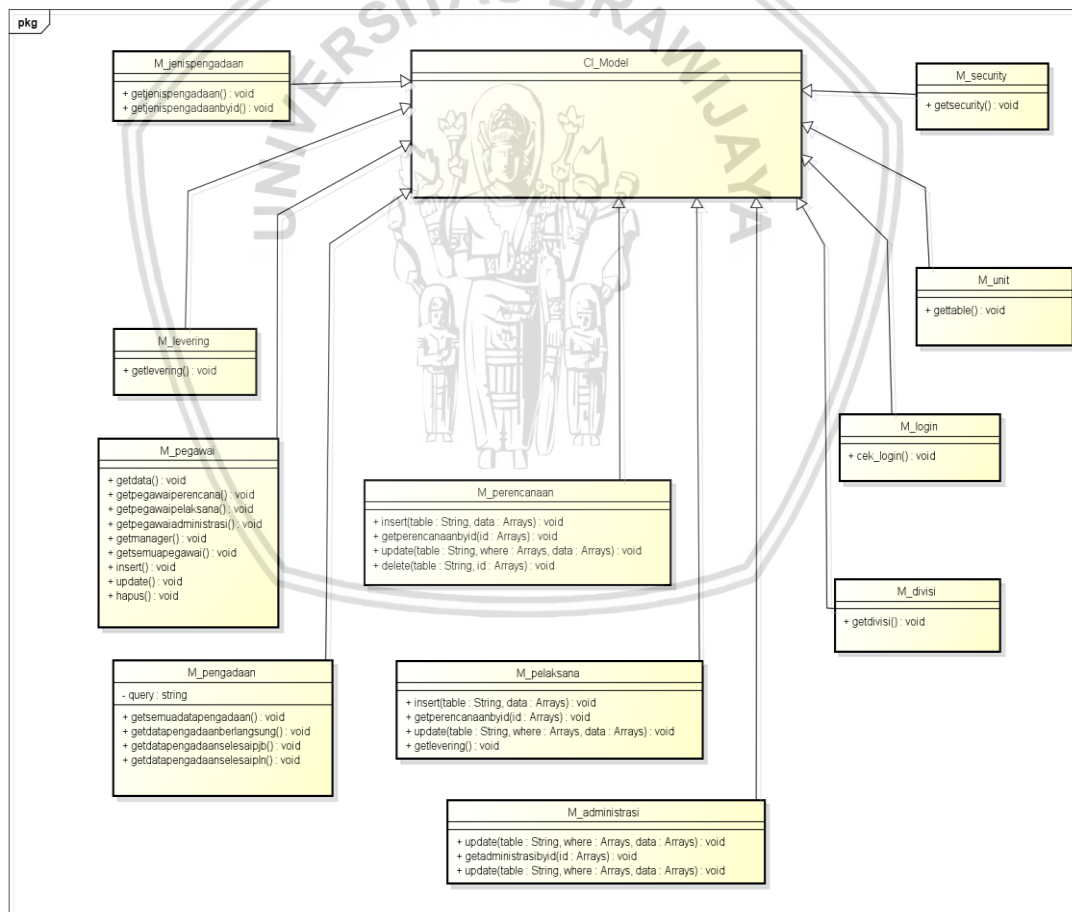 pkg
UNIVERSITAS BRAWIJAYA
M_jenispengadaan
+ getjenispengadaan() : void
+ getjenispengadaanbyid() : void
CI_Model
M_security
+ getsecurity() : void
M_unit
+ gettable() : void
M_levering
+ getlevering() : void
M_login
+ cek_login() : void
M_pegawai
+ getdata() : void
+ getpegawaiperencana() : void
+ getpegawaipelaksana() : void
+ getpegawaiadministrasi() : void
+ getmanager() : void
+ getsemuapegawai() : void
+ insert() : void
+ update() : void
+ hapus() : void
M_perencanaan
+ insert(table : String, data : Arrays) : void
+ getperencanaanbyid(id : Arrays) : void
+ update(table : String, where : Arrays, data : Arrays) : void
+ delete(table : String, id : Arrays) : void
M_divisi
+ getdivisi() : void
M_pengadaan
- query : string
+ getsemuadatapengadaan() : void
+ getdatapengadaanberlangsung() : void
+ getdatapengadaanselesaipjb() : void
+ getdatapengadaanselesaipln() : void
M_pelaksana
+ insert(table : String, data : Arrays) : void
+ getperencanaanbyid(id : Arrays) : void
+ update(table : String, where : Arrays, data : Arrays) : void
+ getlevering() : void
M_administrasi
+ update(table : String, where : Arrays, data : Arrays) : void
+ getadministrasibyid(id : Arrays) : void
+ update(table : String, where : Arrays, data : Arrays) : void